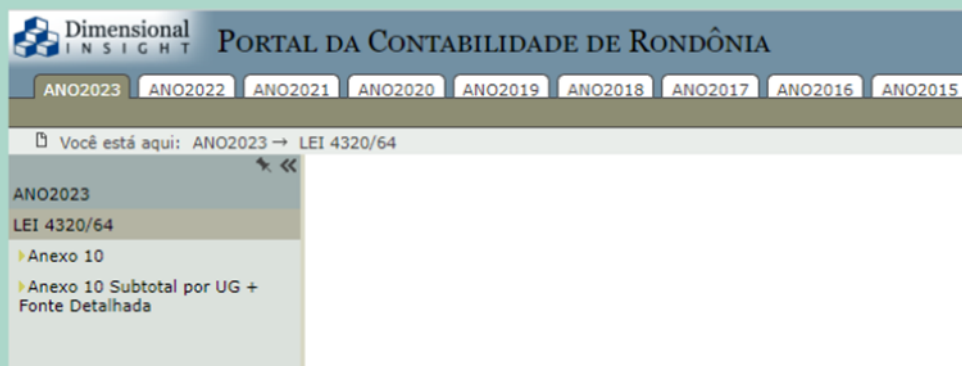 Dimensional
INSIGHT
PORTAL DA CONTABILIDADE DE RONDÔNIA
ANO2023 ANO2022 ANO2021 ANO2020 ANO2019 ANO2018 ANO2017 ANO2016 ANO2015
Você está aqui: ANO2023→ LEI 4320/64
ANO2023
LEI 4320/64
Anexo 10
Anexo 10 Subtotal por UG +
Fonte Detalhada